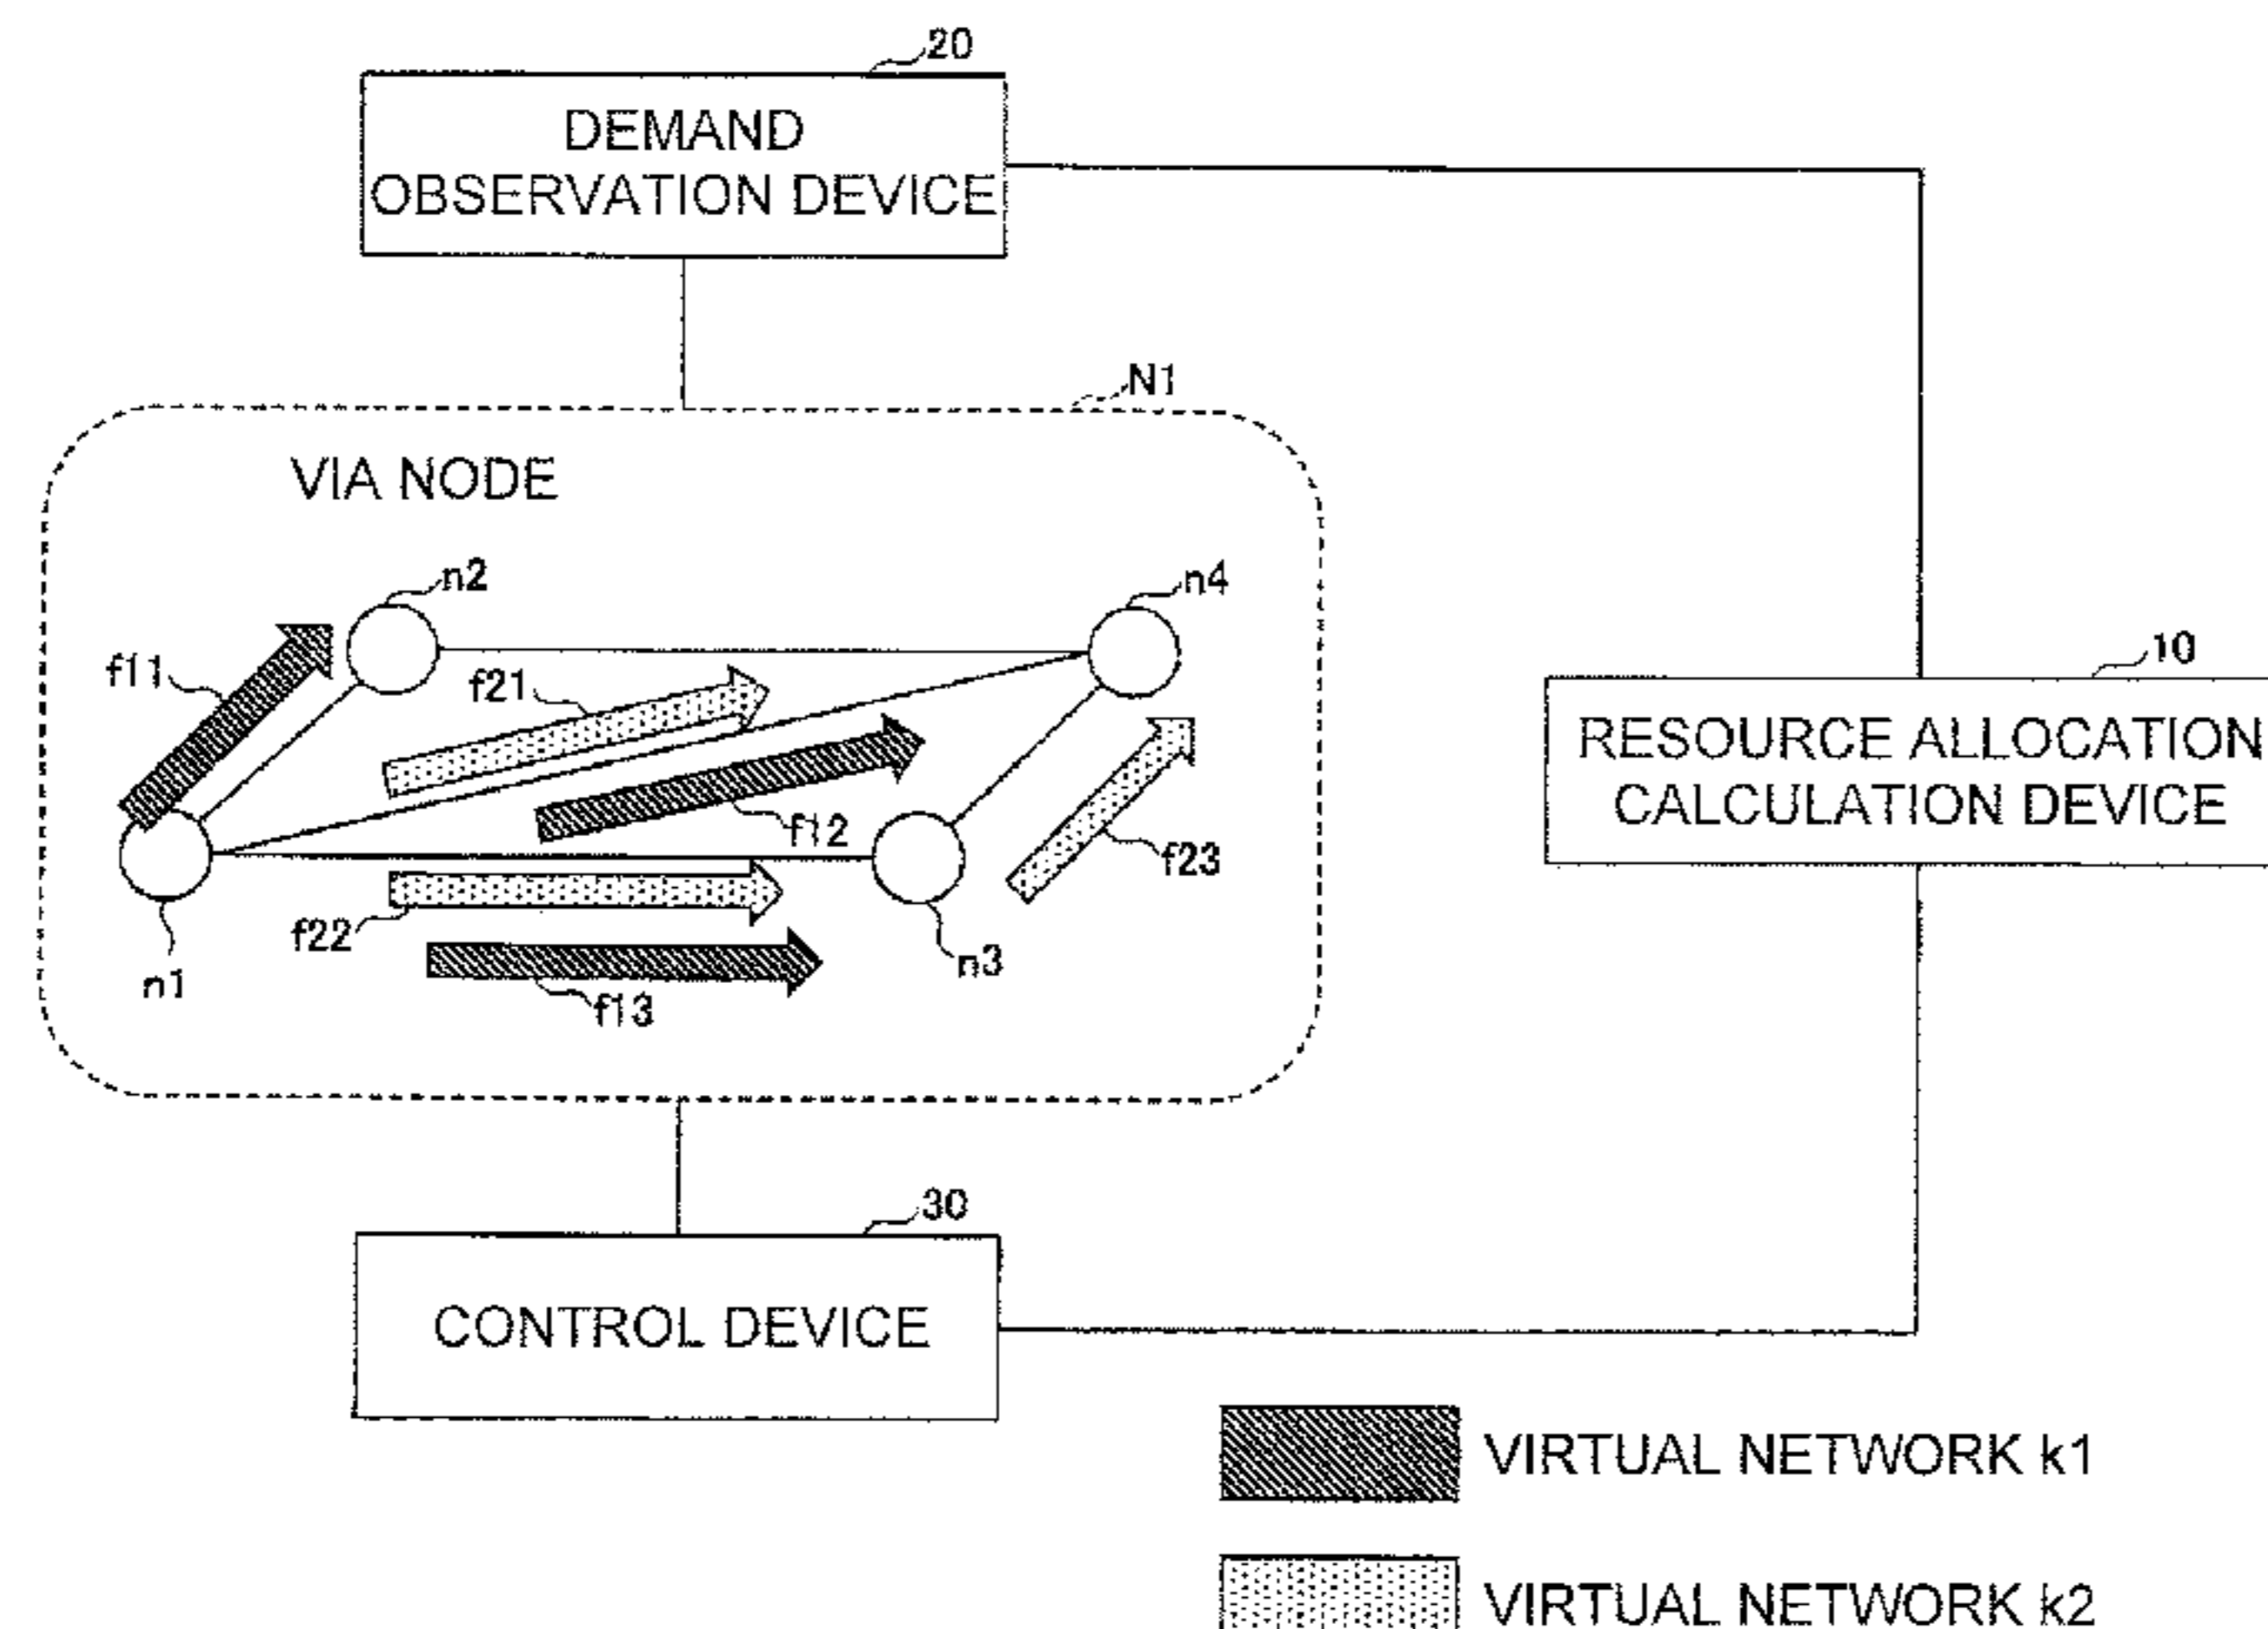 20
DEMAND
OBSERVATION DEVICE
N1
VIA NODE
n2
n4
f11
f21
10
RESOURCE ALLOCATION
CALCULATION DEVICE
f12
f23
f22
n1
n3
f13
30
CONTROL DEVICE
VIRTUAL NETWORK k1
VIRTUAL NETWORK k2